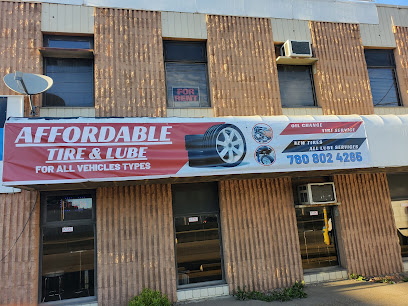 FOR
RENT
AFFORDABLE
TIRE & LUBE
FOR ALL VEHICLES TYPES
OIL CHANGE
TIRE SERVICE
NEW TIRES
ALL LUBE SERVICES
780 802 4285